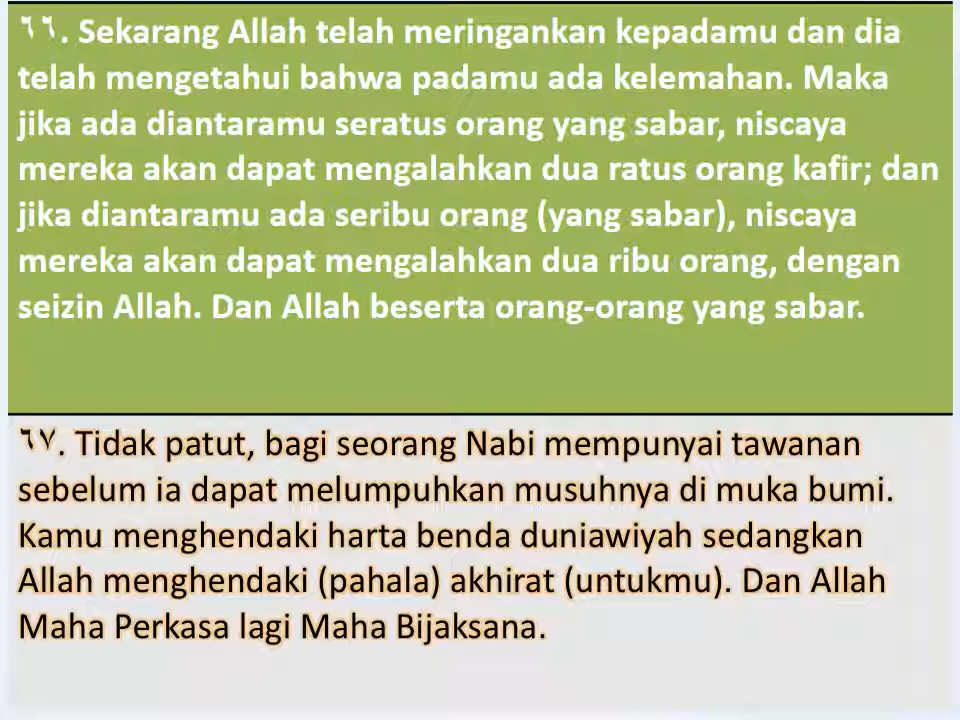 ٦٦. Sekarang Allah telah meringankan kepadamu dan dia
telah mengetahui bahwa padamu ada kelemahan. Maka
jika ada diantaramu seratus orang yang sabar, niscaya
mereka akan dapat mengalahkan dua ratus orang kafir; dan
jika diantaramu ada seribu orang (yang sabar), niscaya
mereka akan dapat mengalahkan dua ribu orang, dengan
seizin Allah. Dan Allah beserta orang-orang yang sabar.
٦٧. Tidak patut, bagi seorang Nabi mempunyai tawanan
sebelum ia dapat melumpuhkan musuhnya di muka bumi.
Kamu menghendaki harta benda duniawiyah sedangkan
Allah menghendaki (pahala) akhirat (untukmu). Dan Allah
Maha Perkasa lagi Maha Bijaksana.